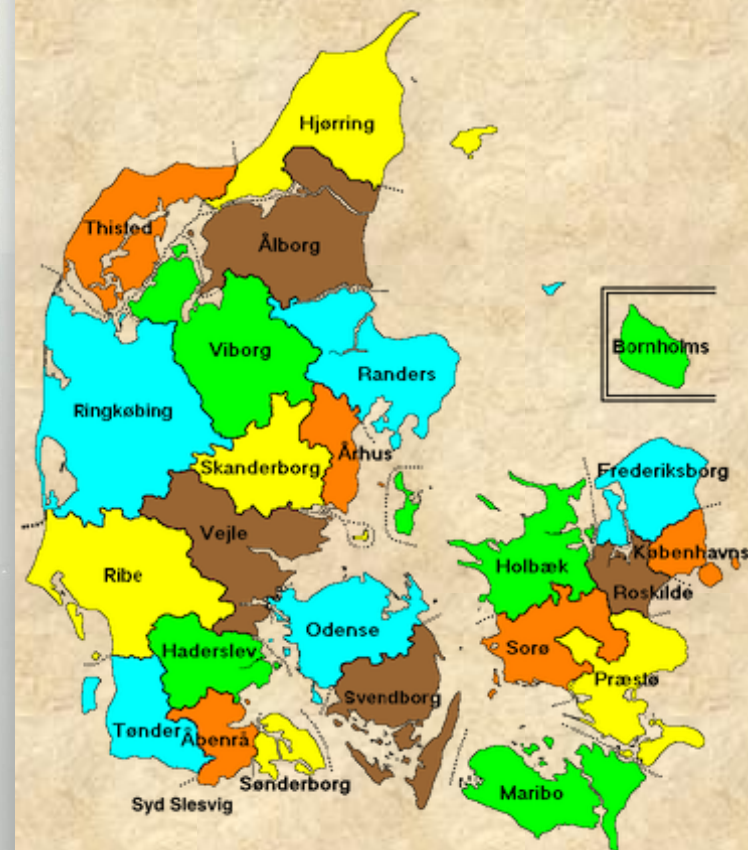 Hjørring
Thisted
Ålborg
Viborg
Bornholms
Randers
Ringkøbing
Århus
Skanderborg
Frederiksborg
Vejle
Københavns
Holbæk
Ribe
Roskilde
Odense
Sorø
Haderslev
Præstø
Svendborg
Tønder
Åbenrå
Sønderborg
Maribo
Syd Slesvig